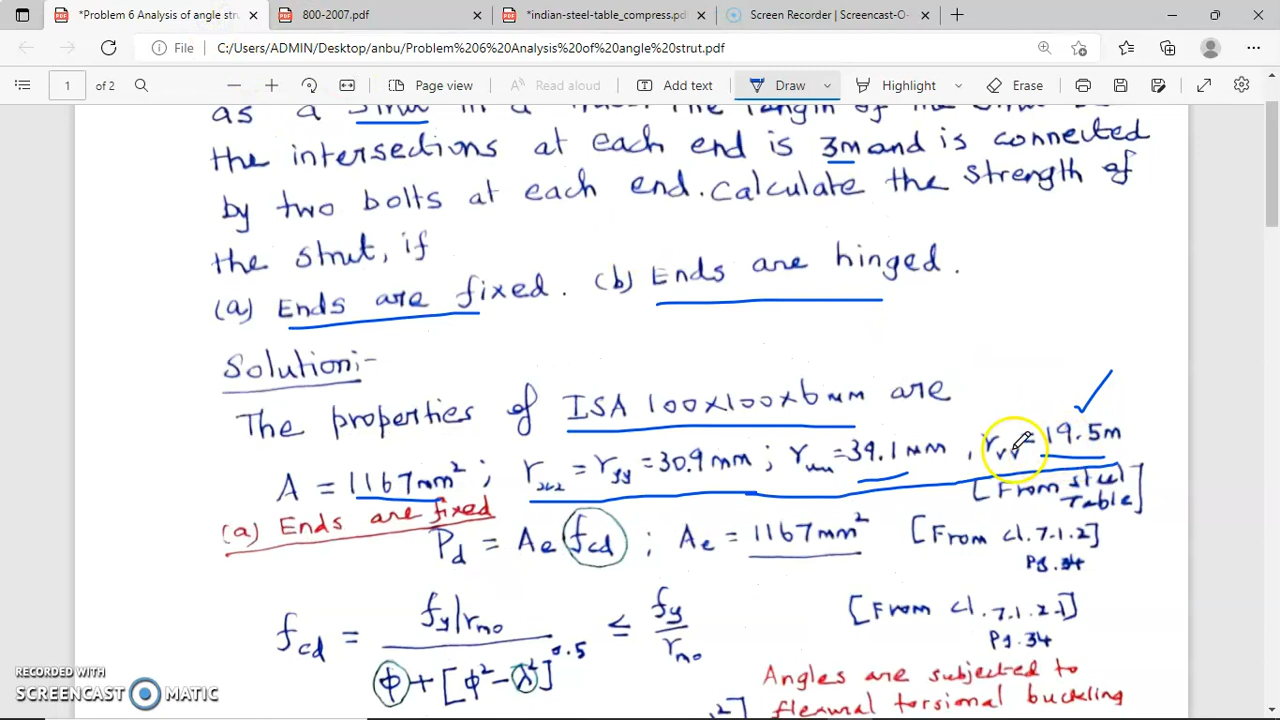 *Problem 6 Analysis of angle str
800-2007.pdf
*indian-steel-table_compress.pd
Screen Recorder | Screencast-O-
File C:/Users/ADMIN/Desktop/anbu/Problem%206%20Analysis%20of%20angle%20strut.pdf
1 of 2
Page view
Read aloud
Add text
Draw
Highlight
Erase
as a strut in a
the intersections at each end is 3m and is connected
by two bolts at each end. Calculate the strength of
the strut, if
(a) Ends are fixed. (b) Ends are hinged.
Solution:-
The properties of ISA 100x100x6mm are
A = 1167mm²; rxx = ryy = 30.9mm; ruu = 39.1mm, rvv = 19.5m
[From steel Table]
(a) Ends are fixed
Pd = Ae fcd ; Ae = 1167mm² [From cl.7.1.2]
Pg.34
fcd = fy/rmo / ϕ+[ϕ²-λ²]^0.5 ≤ fy/rmo [From cl.7.1.2.1]
Pg.34
Angles are subjected to
flexural torsional buckling
.2]
RECORDED WITH
SCREENCAST MATIC